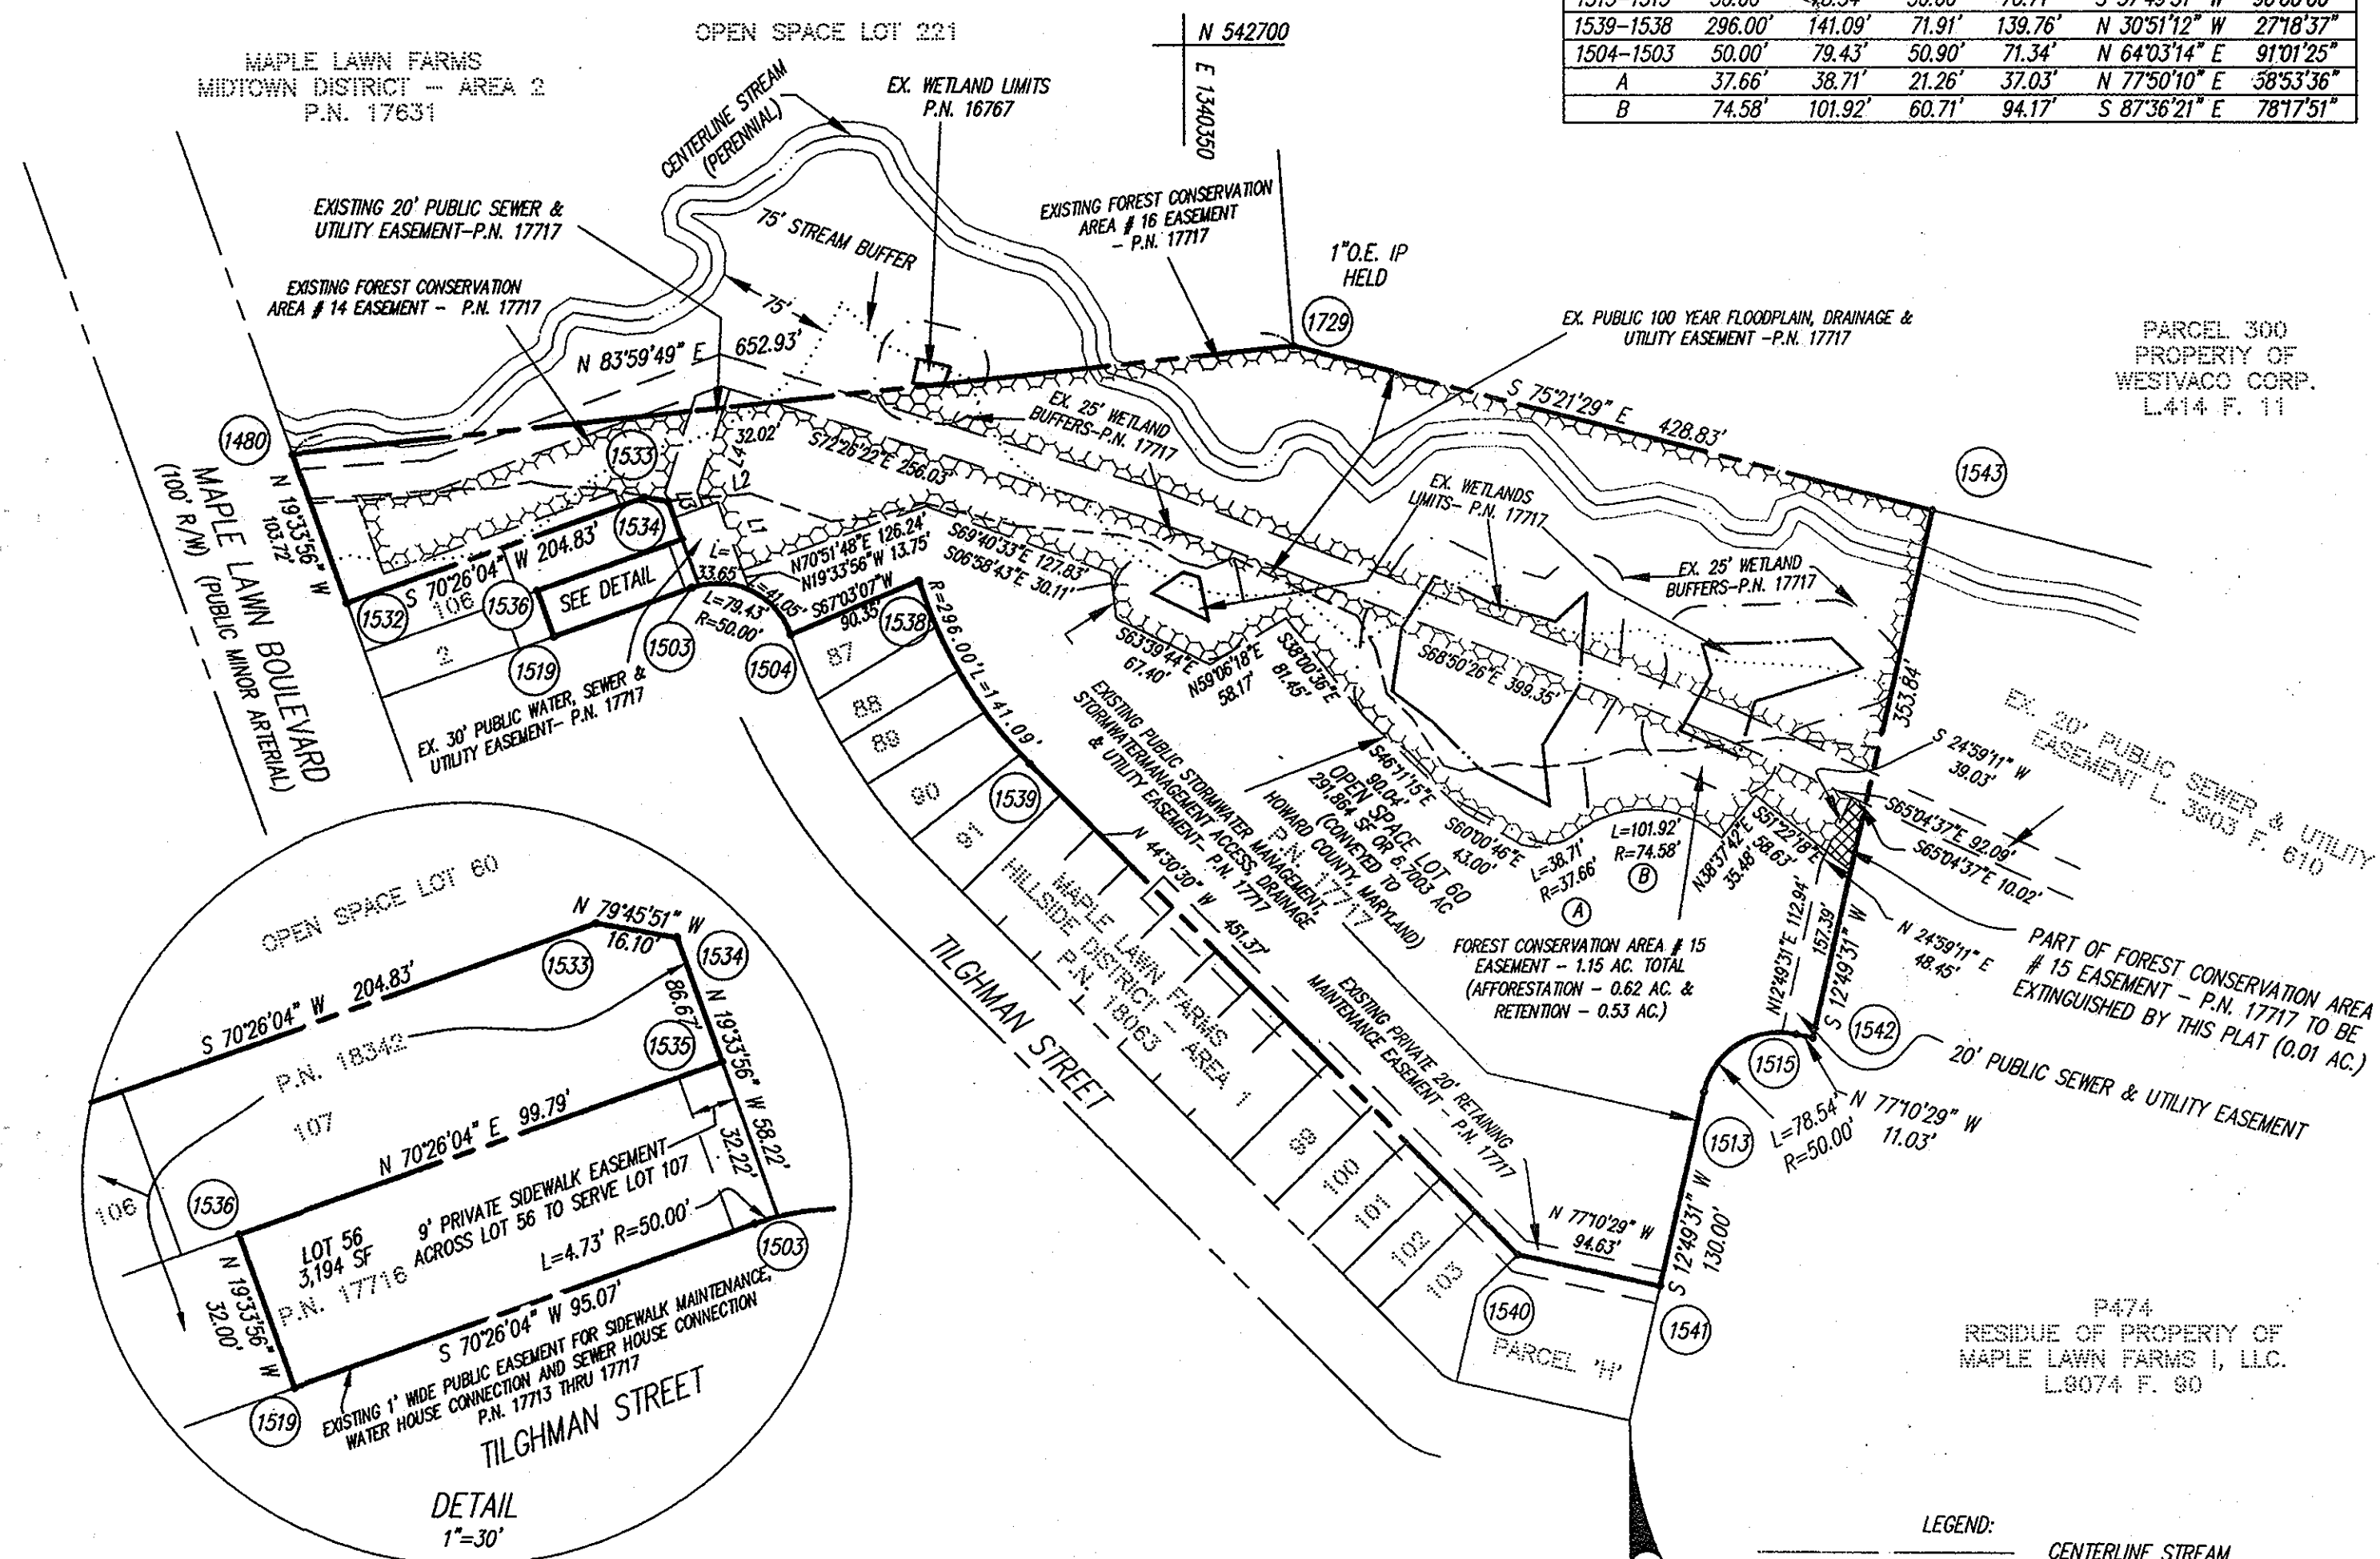 OPEN SPACE LOT 221
MAPLE LAWN FARMS
MIDTOWN DISTRICT - AREA 2
P.N. 17631
N 542700
E 1340350
1539-1538 296.00' 141.09' 71.91' 139.76' N 30°51'12" W 27°18'37"
1504-1503 50.00' 79.43' 50.90' 71.34' N 64°03'14" E 91°01'25"
A 37.66' 38.71' 21.26' 37.03' N 77°50'10" E 58°53'36"
B 74.58' 101.92' 60.71' 94.17' S 87°36'21" E 78°17'51"
CENTERLINE STREAM
(PERENNIAL)
EX. WETLAND LIMITS
P.N. 16767
EXISTING 20' PUBLIC SEWER &
UTILITY EASEMENT-P.N. 17717
75' STREAM BUFFER
75'
EXISTING FOREST CONSERVATION
AREA # 16 EASEMENT
- P.N. 17717
1"O.E. IP
HELD
1729
EXISTING FOREST CONSERVATION
AREA # 14 EASEMENT - P.N. 17717
EX. PUBLIC 100 YEAR FLOODPLAIN, DRAINAGE &
UTILITY EASEMENT -P.N. 17717
PARCEL 300
PROPERTY OF
WESTVACO CORP.
L.414 F. 11
N 83°59'49" E 652.93'
S 75°21'29" E 428.83'
1480
1543
N 19°33'56" W
103.72'
MAPLE LAWN BOULEVARD
(100' R/W) (PUBLIC MINOR ARTERIAL)
1533
1534
32.02'
L4
L2
L3
L1
S72°26'22"E 256.03'
EX. 25' WETLAND
BUFFERS-P.N. 17717
EX. WETLANDS
LIMITS- P.N. 17717
EX. 25' WETLAND
BUFFERS-P.N. 17717
S 70°26'04" W 204.83'
1532
106
1536
SEE DETAIL
2
1519
1503
L=
33.65'
L=41.05'
L=79.43'
R=50.00'
1504
N70°51'48"E 126.24'
N19°33'56"W 13.75'
S67°03'07"W
90.35'
1538
S69°40'33"E 127.83'
S06°58'43"E 30.11'
R=296.00' L=141.09'
S63°39'44"E
67.40'
N59°06'18"E
58.17'
S38°00'36"E
81.45'
S68°50'26"E 399.35'
353.84'
EX. 30' PUBLIC WATER, SEWER &
UTILITY EASEMENT- P.N. 17717
87
88
89
90
91
1539
N 44°30'30" W 451.37'
EXISTING PUBLIC STORMWATER MANAGEMENT,
STORMWATERMANAGEMENT ACCESS, DRAINAGE
& UTILITY EASEMENT- P.N. 17717
S46°11'15"E
90.04'
OPEN SPACE LOT 60
291,864 SF OR 6.7003 AC
(CONVEYED TO
HOWARD COUNTY, MARYLAND)
P.N. 17717
S60°00'46"E
43.00'
L=38.71'
R=37.66'
A
L=101.92'
R=74.58'
B
N38°37'42"E
35.48'
S51°22'18"E
58.63'
S 24°59'11" W
39.03'
EX. 20' PUBLIC SEWER & UTILITY
EASEMENT L. 3903 F. 610
S65°04'37"E 92.09'
S65°04'37"E 10.02'
N 24°59'11" E
48.45'
N12°49'31"E 112.94'
157.39'
S 12°49'31" W
PART OF FOREST CONSERVATION AREA
# 15 EASEMENT - P.N. 17717 TO BE
EXTINGUISHED BY THIS PLAT (0.01 AC.)
FOREST CONSERVATION AREA # 15
EASEMENT - 1.15 AC. TOTAL
(AFFORESTATION - 0.62 AC. &
RETENTION - 0.53 AC.)
1542
1515
20' PUBLIC SEWER & UTILITY EASEMENT
N 77°10'29" W
11.03'
L=78.54'
R=50.00'
1513
S 12°49'31" W
130.00'
MAPLE LAWN FARMS
HILLSIDE DISTRICT - AREA 1
P.N. 18063
TILGHMAN STREET
EXISTING PRIVATE 20' RETAINING
MAINTENANCE EASEMENT - P.N. 17717
99
100
101
102
103
N 77°10'29" W
94.63'
1540
1541
PARCEL 'H'
P474
RESIDUE OF PROPERTY OF
MAPLE LAWN FARMS I, LLC.
L.9074 F. 90
OPEN SPACE LOT 60
N 79°45'51" W
16.10'
1533
1534
S 70°26'04" W 204.83'
P.N. 18342
107
86.67'
1535
N 19°33'56" W 58.22'
N 70°26'04" E 99.79'
32.22'
106
1536
LOT 56
3,194 SF
P.N. 17716
9' PRIVATE SIDEWALK EASEMENT
ACROSS LOT 56 TO SERVE LOT 107
L=4.73' R=50.00'
1503
N 19°33'56" W
32.00'
S 70°26'04" W 95.07'
1519
EXISTING 1' WIDE PUBLIC EASEMENT FOR SIDEWALK MAINTENANCE,
WATER HOUSE CONNECTION AND SEWER HOUSE CONNECTION
P.N. 17713 THRU 17717
TILGHMAN STREET
DETAIL
1"=30'
LEGEND:
CENTERLINE STREAM